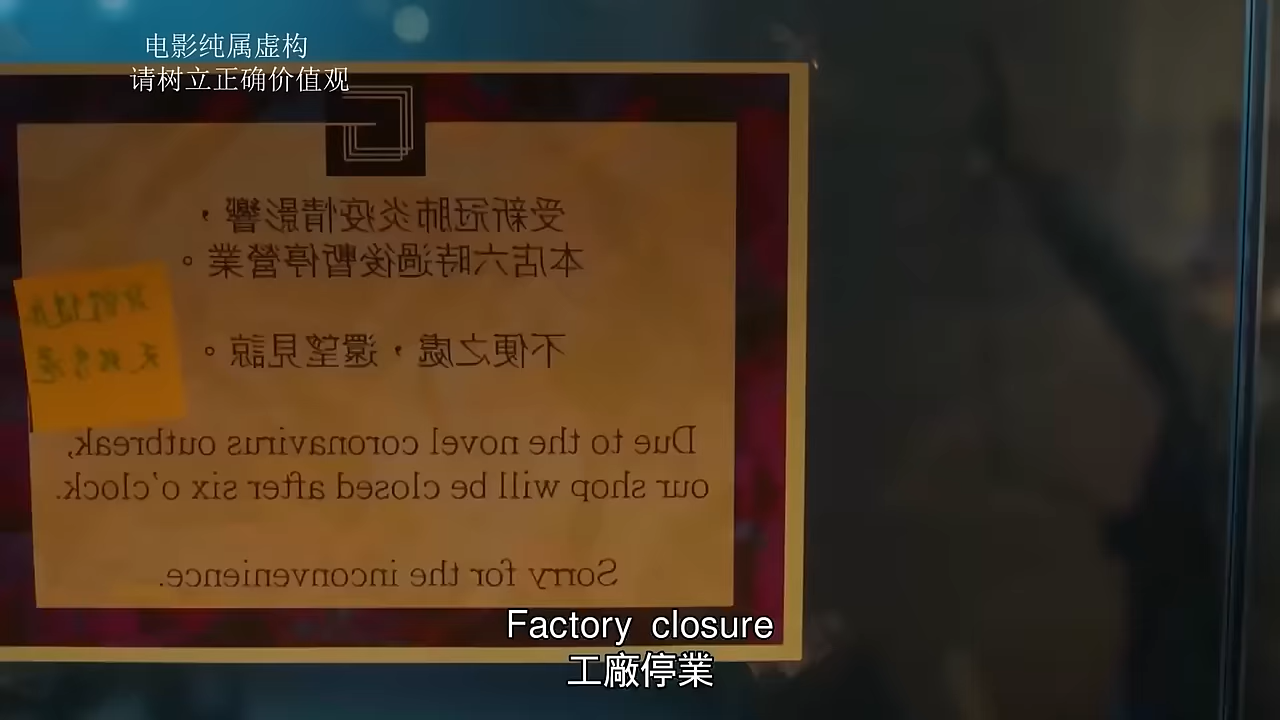 电影纯属虚构
请树立正确价值观
受新冠肺炎疫情影響，
本店六時過後暫停營業。
不便之處，還望見諒。
Due to the novel coronavirus outbreak,
our shop will be closed after six o'clock.
Sorry for the inconvenience.
Factory closure
工廠停業